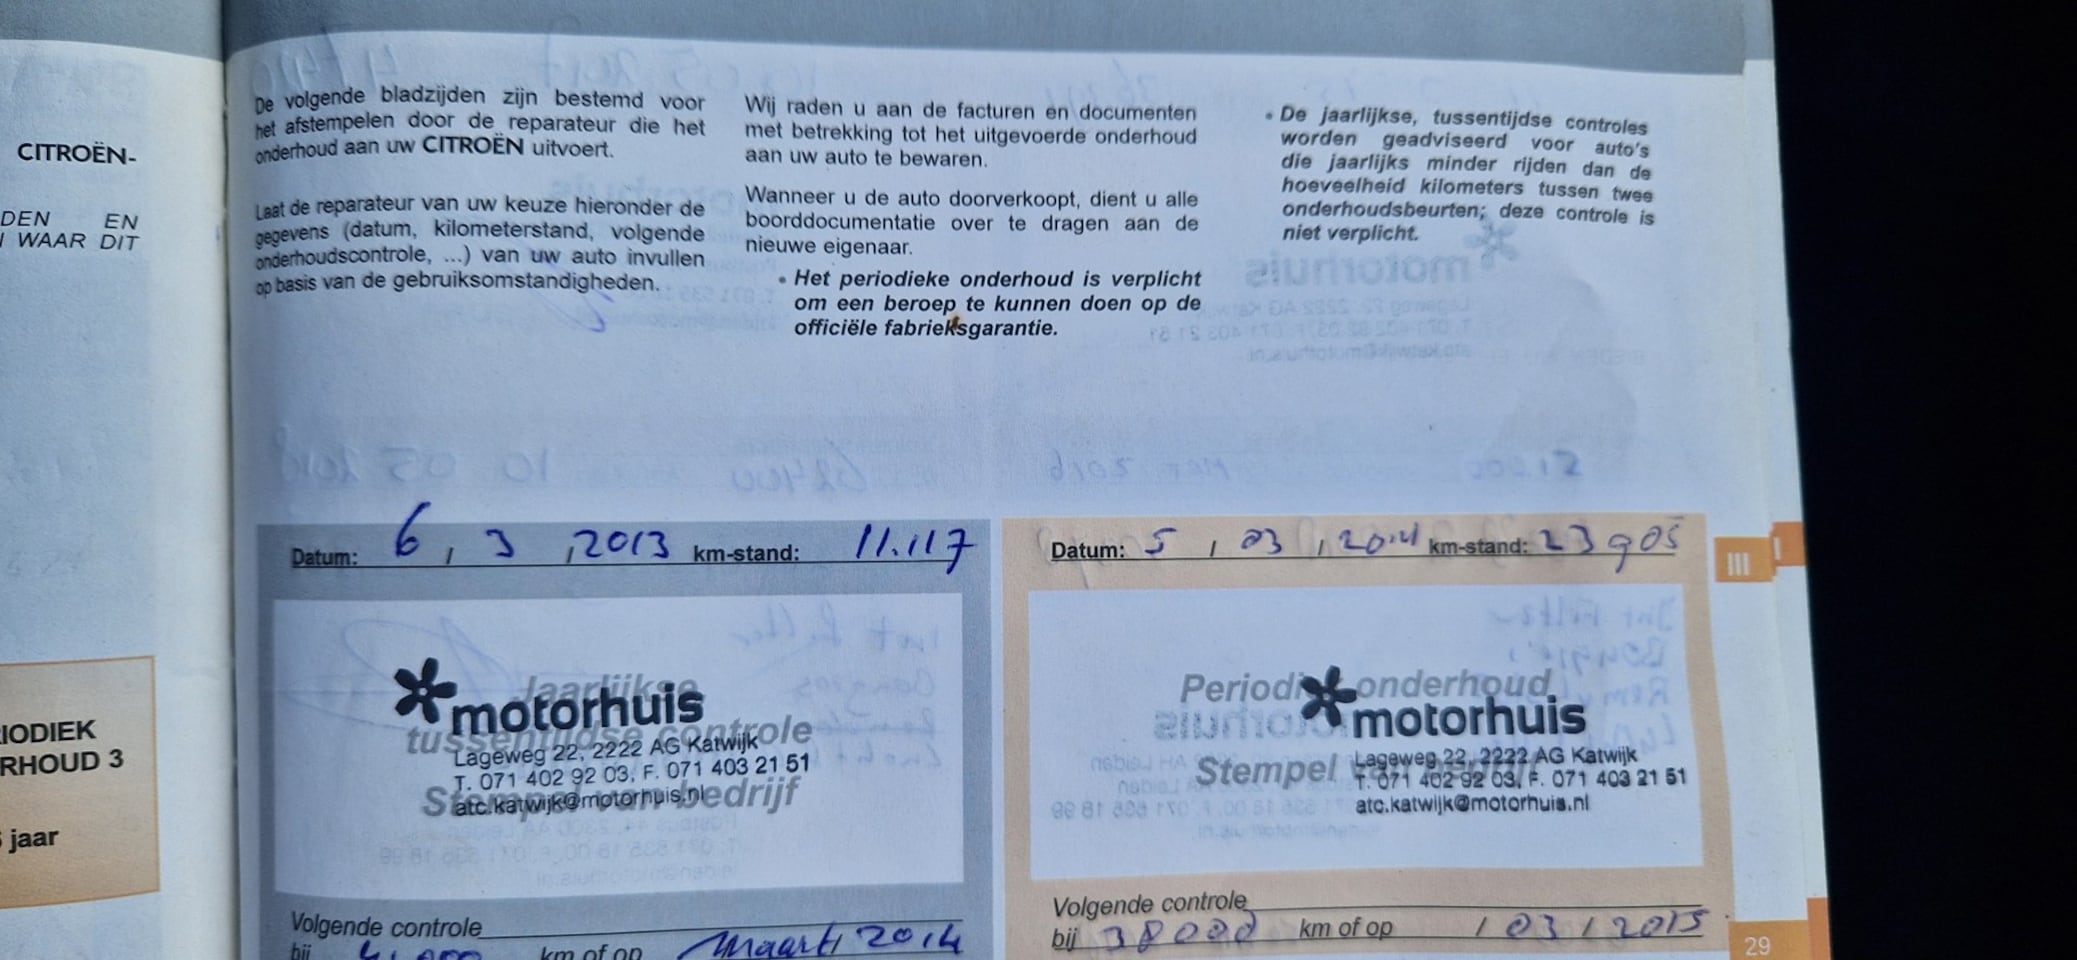 CITROËN-
DEN EN
WAAR DIT
IODIEK
RHOUD 3
jaar
De volgende bladzijden zijn bestemd voor
het afstempelen door de reparateur die het
onderhoud aan uw CITROËN uitvoert.
Laat de reparateur van uw keuze hieronder de
gegevens (datum, kilometerstand, volgende
onderhoudscontrole, ...) van uw auto invullen
op basis van de gebruiksomstandigheden.
Wij raden u aan de facturen en documenten
met betrekking tot het uitgevoerde onderhoud
aan uw auto te bewaren.
Wanneer u de auto doorverkoopt, dient u alle
boorddocumentatie over te dragen aan de
nieuwe eigenaar.
• Het periodieke onderhoud is verplicht
om een beroep te kunnen doen op de
officiële fabrieksgarantie.
• De jaarlijkse, tussentijdse controles
worden geadviseerd voor auto's
die jaarlijks minder rijden dan de
hoeveelheid kilometers tussen twee
onderhoudsbeurten; deze controle is
niet verplicht.
Datum: 6 / 3 / 2013 km-stand: 11.117
Jaarlijkse
motorhuis
tussentijdse controle
Lageweg 22, 2222 AG Katwijk
T. 071 402 92 03, F. 071 403 21 51
Stempel van bedrijf
atc.katwijk@motorhuis.nl
Volgende controle
bij km of op Maart 2014
Datum: 5 / 03 / 2014 km-stand: 23905
Periodiek onderhoud
motorhuis
Lageweg 22, 2222 AG Katwijk
Stempel van bedrijf
T. 071 402 92 03, F. 071 403 21 51
atc.katwijk@motorhuis.nl
Volgende controle
bij 38000 km of op / 03 / 2015
III
I
29